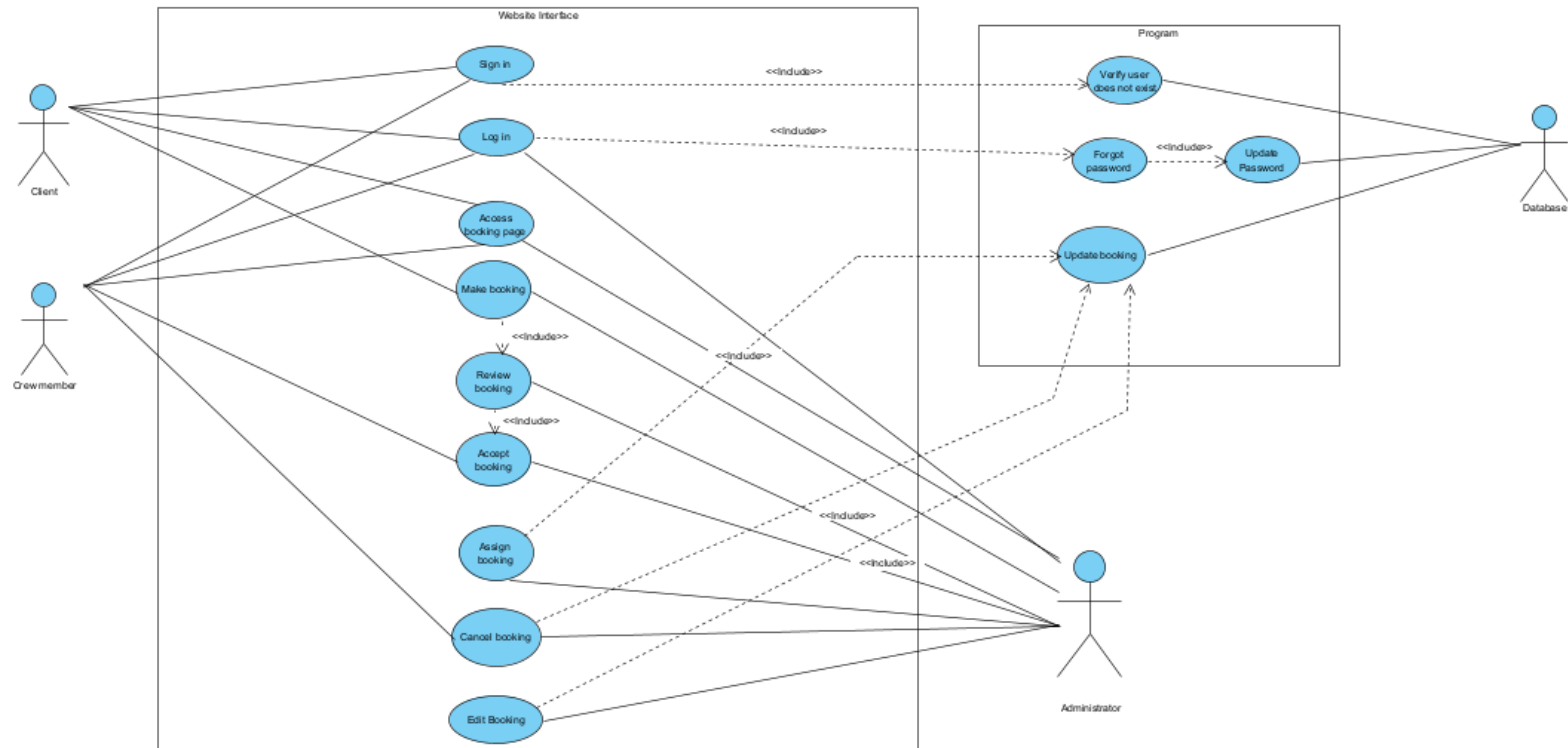 Website Interface
Program
Sign in
<<Include>>
Verify user
does not exist
Log in
<<Include>>
Forgot
password
<<Include>>
Update
Password
Client
Database
Access
booking page
Update booking
Make booking
Crew member
<<Include>>
<<Include>>
Review
booking
<<Include>>
Accept
booking
<<Include>>
Assign
booking
<<Include>>
Cancel booking
Edit Booking
Administrator